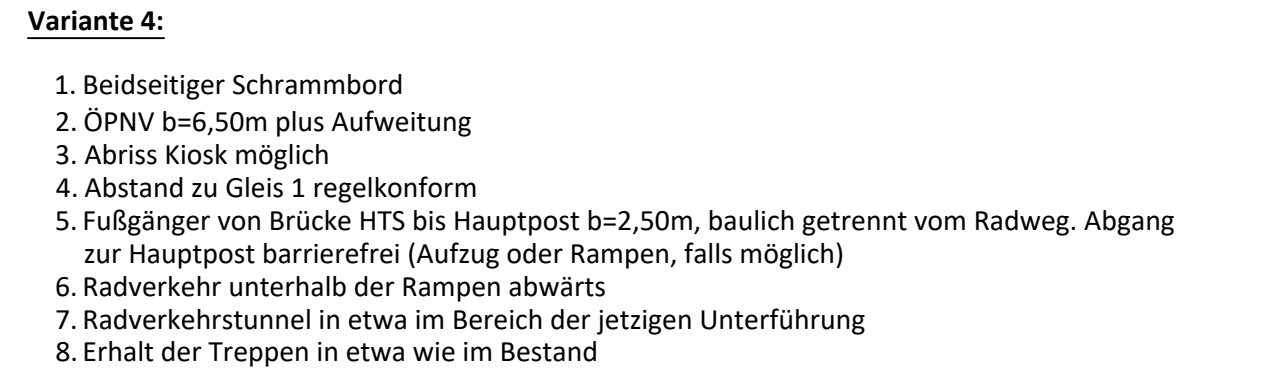 Variante 4:
1. Beidseitiger Schrammbord
2. ÖPNV b=6,50m plus Aufweitung
3. Abriss Kiosk möglich
4. Abstand zu Gleis 1 regelkonform
5. Fußgänger von Brücke HTS bis Hauptpost b=2,50m, baulich getrennt vom Radweg. Abgang
zur Hauptpost barrierefrei (Aufzug oder Rampen, falls möglich)
6. Radverkehr unterhalb der Rampen abwärts
7. Radverkehrstunnel in etwa im Bereich der jetzigen Unterführung
8. Erhalt der Treppen in etwa wie im Bestand